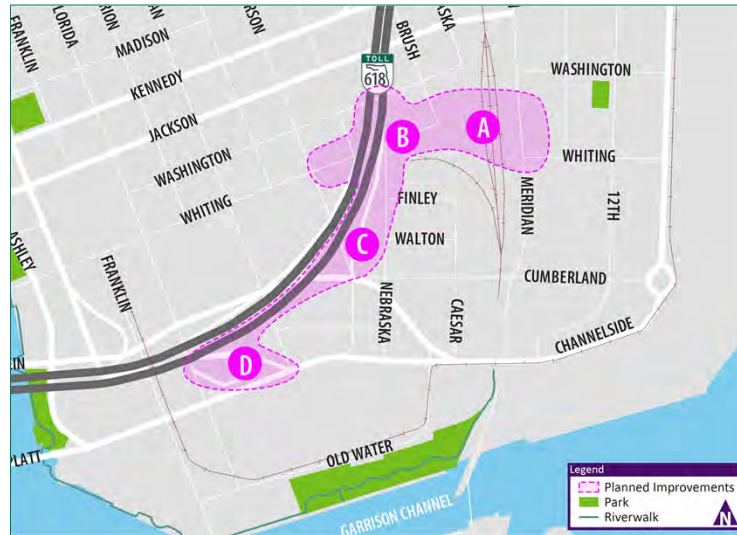 FRANKLIN
FLORIDA
MARION
MADISON
KENNEDY
JACKSON
WASHINGTON
WHITING
BRUSH
TOLL
618
WASHINGTON
A
B
WHITING
FINLEY
MERIDIAN
12TH
WALTON
C
CUMBERLAND
ASHLEY
FRANKLIN
NEBRASKA
CAESAR
CHANNELSIDE
D
PLATT
OLD WATER
GARRISON CHANNEL
Legend
Planned Improvements
Park
Riverwalk
N